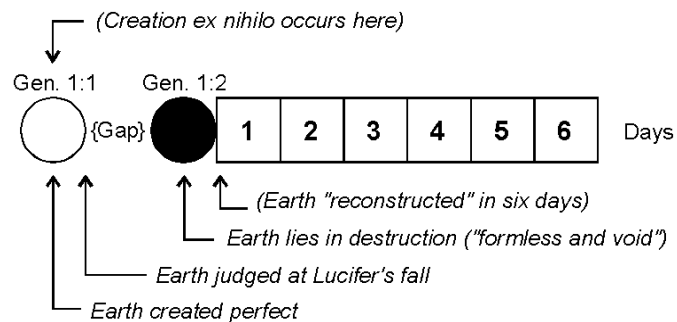 (Creation ex nihilo occurs here)
Gen. 1:1 Gen. 1:2
{Gap} 1 2 3 4 5 6 Days
(Earth "reconstructed" in six days)
Earth lies in destruction ("formless and void")
Earth judged at Lucifer's fall
Earth created perfect